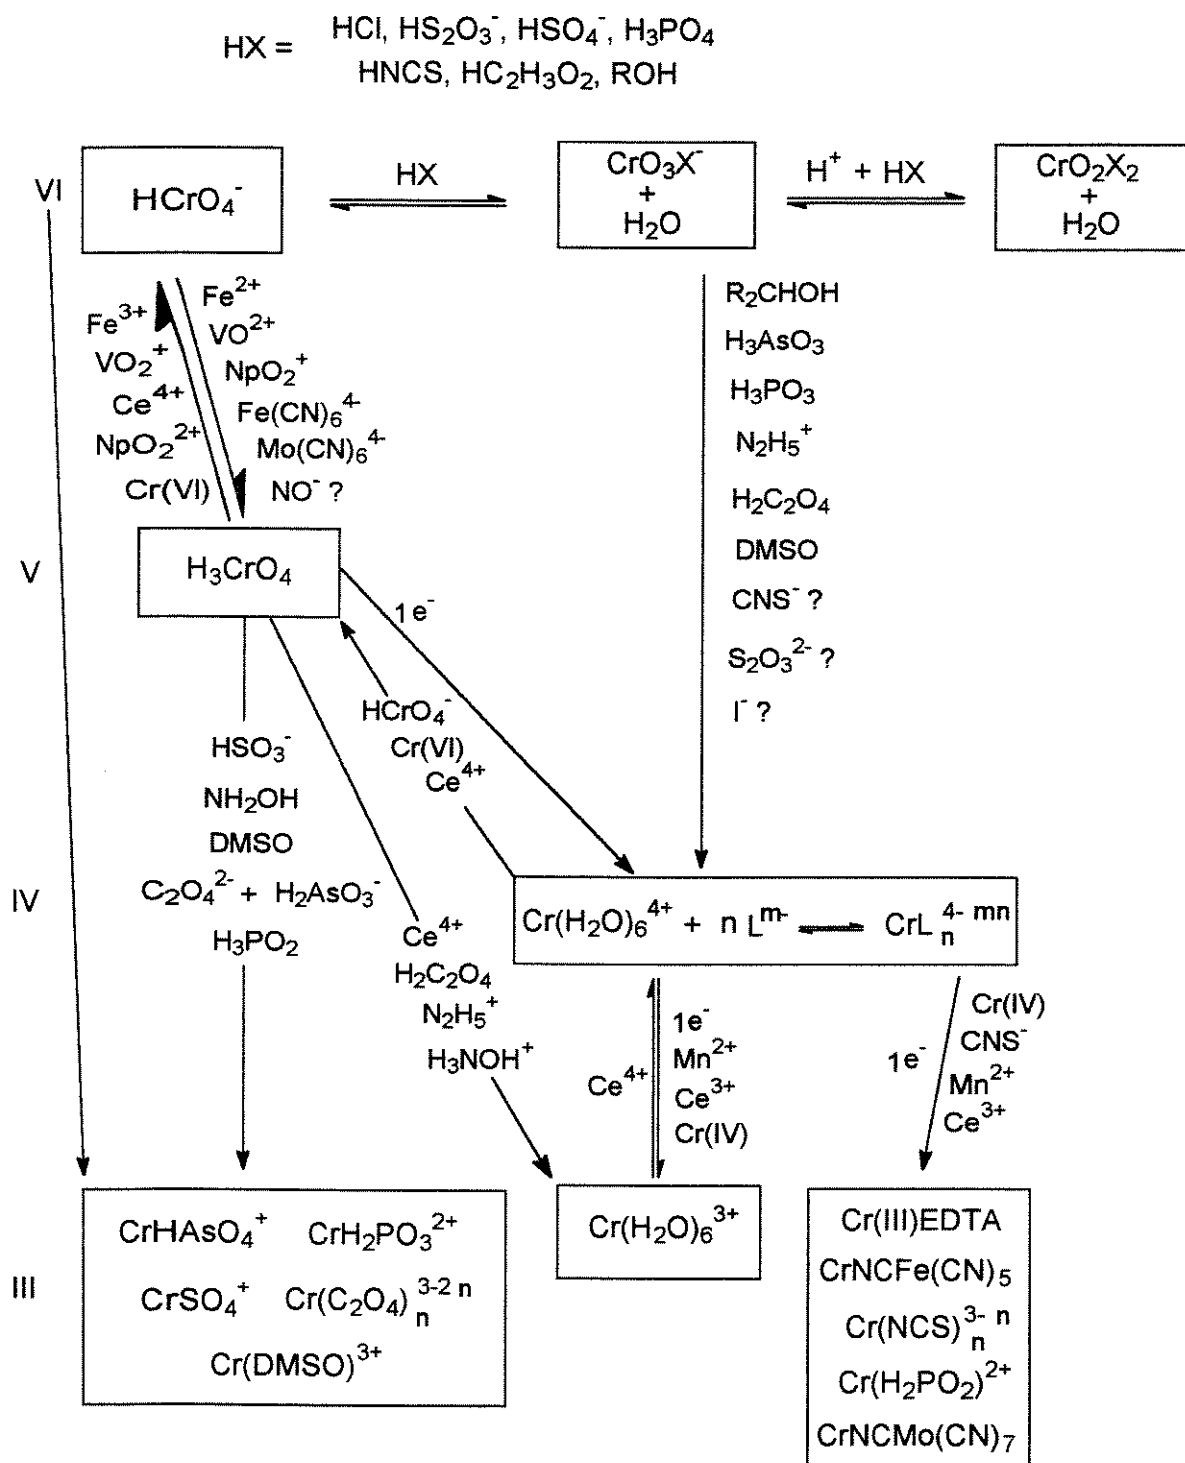 HX = HCl, HS₂O₃⁻, HSO₄⁻, H₃PO₄
HNCS, HC₂H₃O₂, ROH
VI
HCrO₄⁻
HX
CrO₃X⁻
+
H₂O
H⁺ + HX
CrO₂X₂
+
H₂O
Fe³⁺
VO₂⁺
Ce⁴⁺
NpO₂²⁺
Cr(VI)
Fe²⁺
VO²⁺
NpO₂⁺
Fe(CN)₆⁴⁻
Mo(CN)₆⁴⁻
NO⁻ ?
R₂CHOH
H₃AsO₃
H₃PO₃
N₂H₅⁺
H₂C₂O₄
DMSO
CNS⁻ ?
S₂O₃²⁻ ?
I⁻ ?
V
H₃CrO₄
1 e⁻
HCrO₄⁻
Cr(VI)
Ce⁴⁺
HSO₃⁻
NH₂OH
DMSO
C₂O₄²⁻ + H₂AsO₃⁻
H₃PO₂
Ce⁴⁺
H₂C₂O₄
N₂H₅⁺
H₃NOH⁺
IV
Cr(H₂O)₆⁴⁺ + n Lᵐ⁻ ⇌ CrLₙ⁴⁻ ᵐⁿ
Ce⁴⁺
1e⁻
Mn²⁺
Ce³⁺
Cr(IV)
1e⁻
Cr(IV)
CNS⁻
Mn²⁺
Ce³⁺
III
CrHAsO₄⁺ CrH₂PO₃²⁺
CrSO₄⁺ Cr(C₂O₄)ₙ³⁻² ⁿ
Cr(DMSO)³⁺
Cr(H₂O)₆³⁺
Cr(III)EDTA
CrNCFe(CN)₅
Cr(NCS)ₙ³⁻ ⁿ
Cr(H₂PO₂)²⁺
CrNCMo(CN)₇